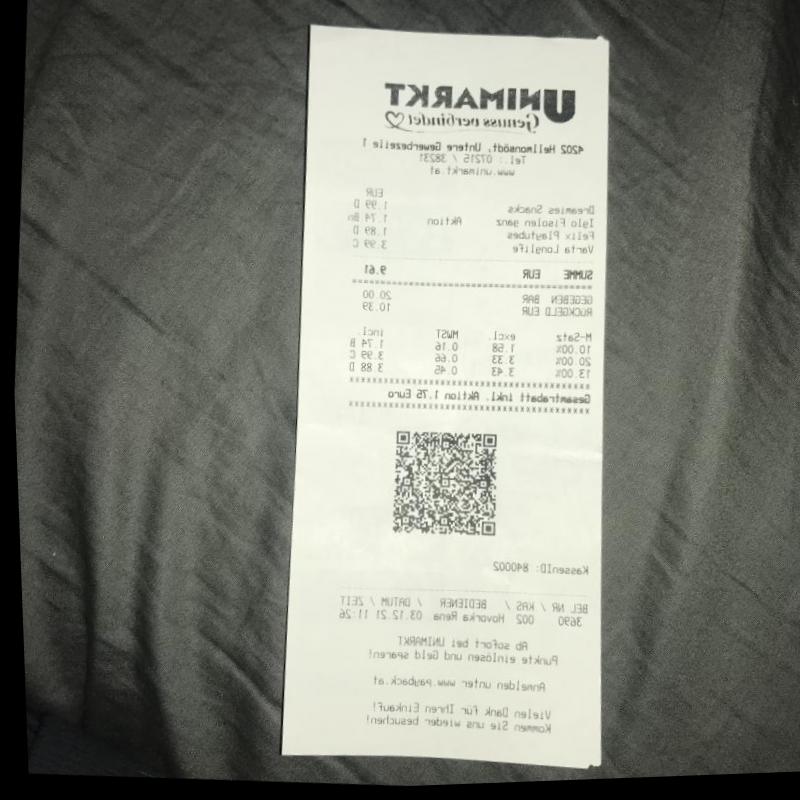 UNIMARKT
Genuss verbindet
4202 Hellmonsödt, Untere Gewerbezeile 1
Tel.: 07215 / 38231
www.unimarkt.at
EUR
Dreamies Snacks 1.99 D
Iglo Fisolen ganz Aktion 1.74 Bn
Felix Playtubes 1.89 D
Varta Longlife 3.99 C
SUMME EUR 9.61
GEGEBEN BAR 20.00
RÜCKGELD EUR 10.39
M-Satz excl. MWST incl.
10.00% 1.58 0.16 1.74 B
20.00% 3.33 0.66 3.99 C
13.00% 3.43 0.45 3.88 D
Gesamtrabatt inkl. Aktion 1.75 Euro
KassenID: 840002
BEL NR / KAS / BEDIENER / DATUM / ZEIT
3690 002 Hovorka Rena 03.12.21 11:26
Ab sofort bei UNIMARKT
Punkte einlösen und Geld sparen!
Anmelden unter www.payback.at
Vielen Dank für Ihren Einkauf!
Kommen Sie uns wieder besuchen!